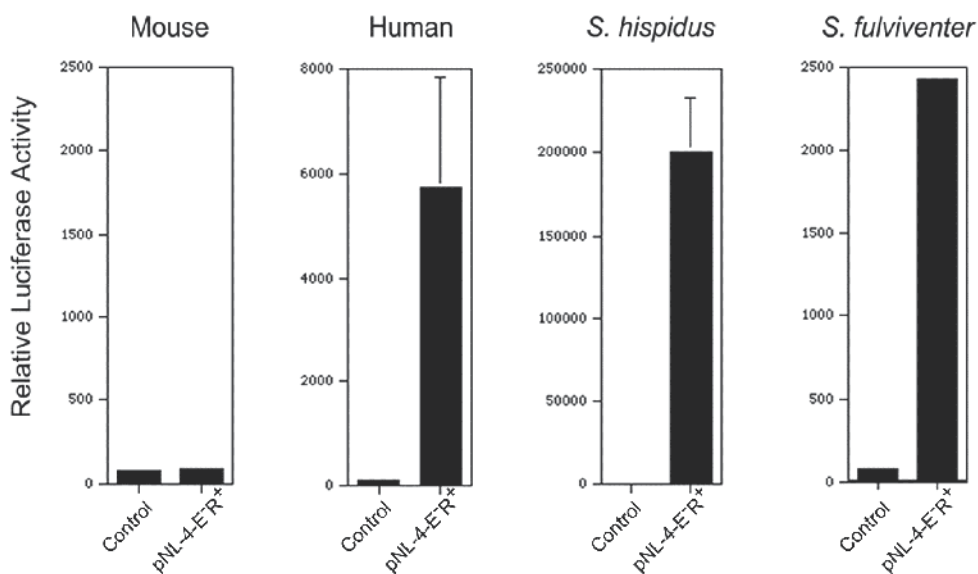 Mouse
Human
S. hispidus
S. fulviventer
Relative Luciferase Activity
2500
2000
1500
1000
500
0
Control
pNL-4-E⁻R⁺
8000
6000
4000
2000
0
Control
pNL-4-E⁻R⁺
250000
200000
150000
100000
50000
0
Control
pNL-4-E⁻R⁺
2500
2000
1500
1000
500
0
Control
pNL-4-E⁻R⁺